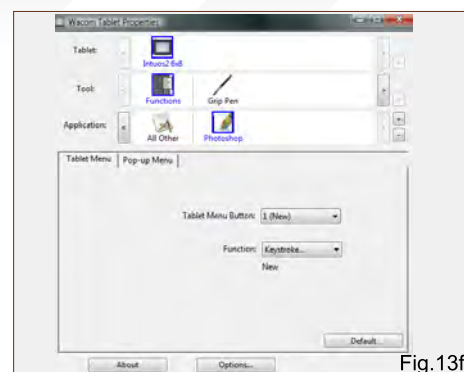 Wacom Tablet Properties
Tablet:
Intuos2 6x8
Tool:
Functions Grip Pen
Application:
All Other Photoshop
Tablet Menu Pop-up Menu
Tablet Menu Button: 1 (New)
Function: Keystroke...
New
Default...
About Options...
Fig.13f